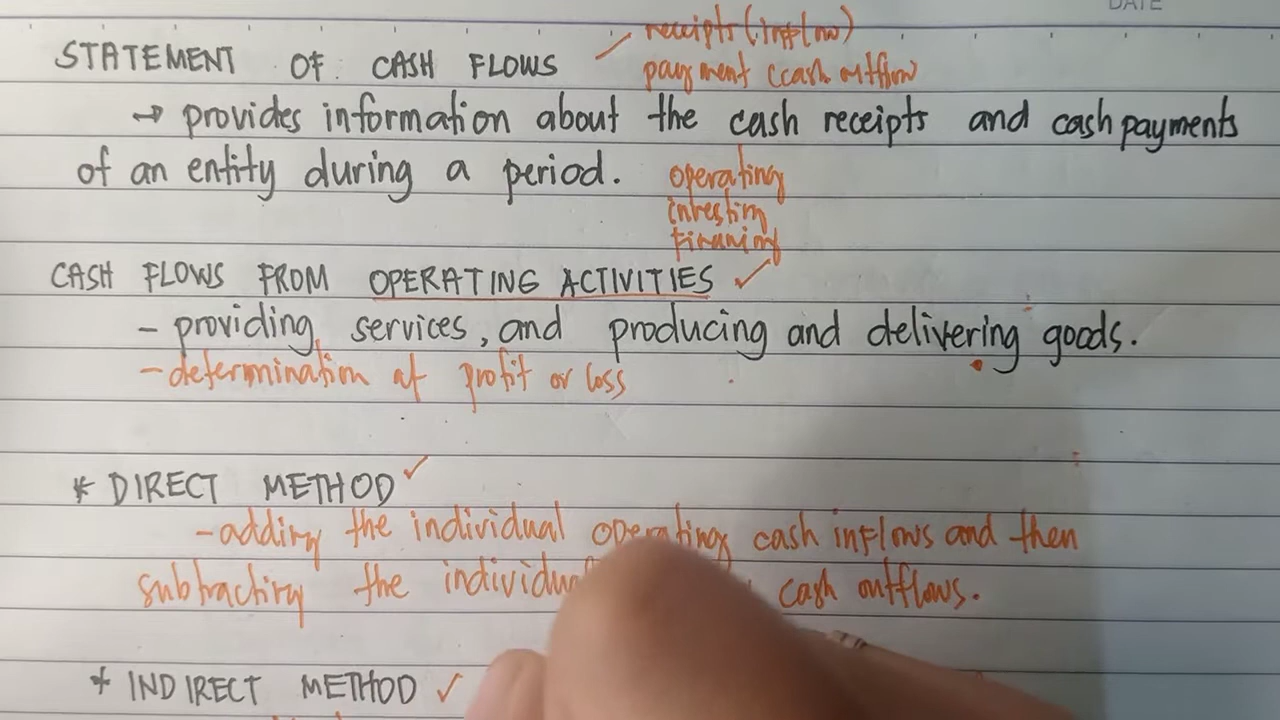 DATE
receipts (inflow)
STATEMENT OF CASH FLOWS
payment (cash outflow
→ provides information about the cash receipts and cash payments
of an entity during a period.
operating
investing
financing
CASH FLOWS FROM OPERATING ACTIVITIES ✓
- providing services, and producing and delivering goods.
- determination of profit or loss
* DIRECT METHOD ✓
- adding the individual operating cash inflows and then
subtracting the cash outflows.
* INDIRECT METHOD ✓